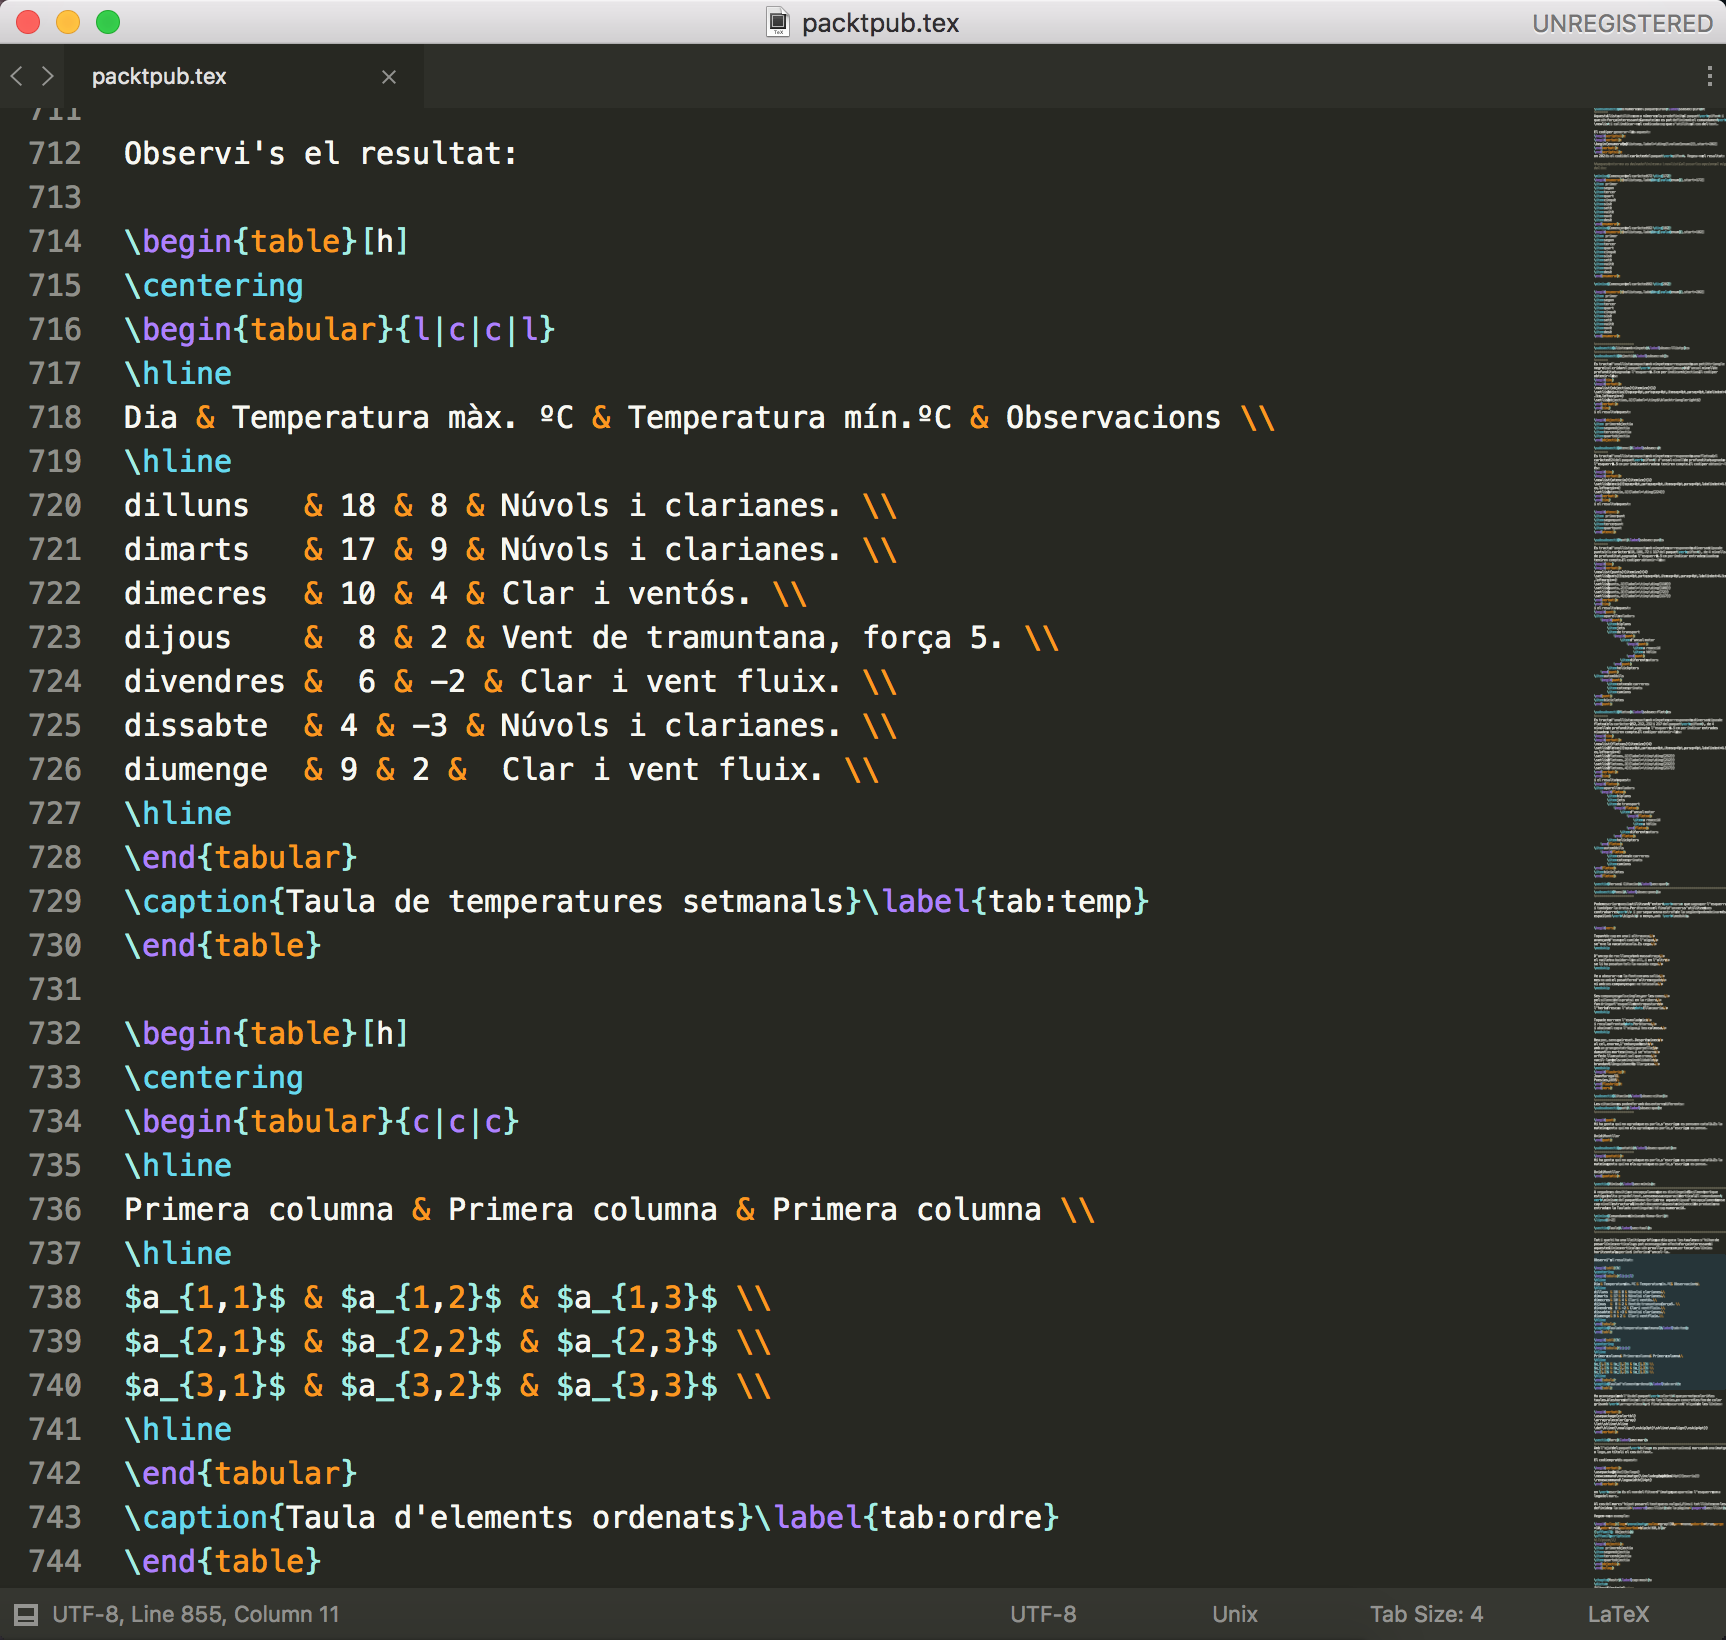 packtpub.tex
UNREGISTERED
packtpub.tex
711
712 Observi's el resultat:
713
714 \begin{table}[h]
715 \centering
716 \begin{tabular}{l|c|c|l}
717 \hline
718 Dia & Temperatura màx. ºC & Temperatura mín.ºC & Observacions \\
719 \hline
720 dilluns   & 18 & 8 & Núvols i clarianes. \\
721 dimarts   & 17 & 9 & Núvols i clarianes. \\
722 dimecres  & 10 & 4 & Clar i ventós. \\
723 dijous    &  8 & 2 & Vent de tramuntana, força 5. \\
724 divendres &  6 & -2 & Clar i vent fluix. \\
725 dissabte  & 4 & -3 & Núvols i clarianes. \\
726 diumenge  & 9 & 2 &  Clar i vent fluix. \\
727 \hline
728 \end{tabular}
729 \caption{Taula de temperatures setmanals}\label{tab:temp}
730 \end{table}
731
732 \begin{table}[h]
733 \centering
734 \begin{tabular}{c|c|c}
735 \hline
736 Primera columna & Primera columna & Primera columna \\
737 \hline
738 $a_{1,1}$ & $a_{1,2}$ & $a_{1,3}$ \\
739 $a_{2,1}$ & $a_{2,2}$ & $a_{2,3}$ \\
740 $a_{3,1}$ & $a_{3,2}$ & $a_{3,3}$ \\
741 \hline
742 \end{tabular}
743 \caption{Taula d'elements ordenats}\label{tab:ordre}
744 \end{table}
UTF-8, Line 855, Column 11
UTF-8
Unix
Tab Size: 4
LaTeX